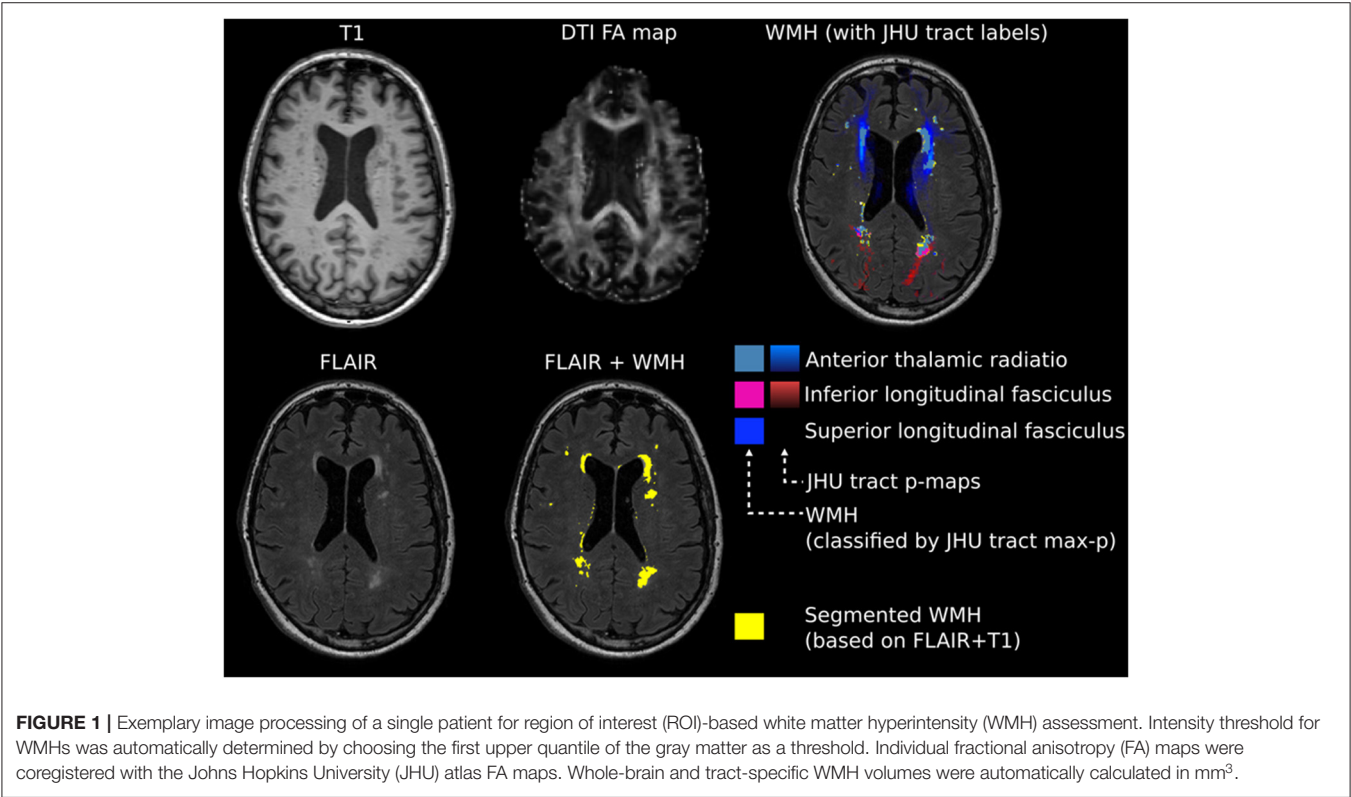 T1
DTI FA map
WMH (with JHU tract labels)
FLAIR
FLAIR + WMH
Anterior thalamic radiatio
Inferior longitudinal fasciculus
Superior longitudinal fasciculus
JHU tract p-maps
WMH
(classified by JHU tract max-p)
Segmented WMH
(based on FLAIR+T1)
FIGURE 1 | Exemplary image processing of a single patient for region of interest (ROI)-based white matter hyperintensity (WMH) assessment. Intensity threshold for
WMHs was automatically determined by choosing the first upper quantile of the gray matter as a threshold. Individual fractional anisotropy (FA) maps were
coregistered with the Johns Hopkins University (JHU) atlas FA maps. Whole-brain and tract-specific WMH volumes were automatically calculated in mm³.